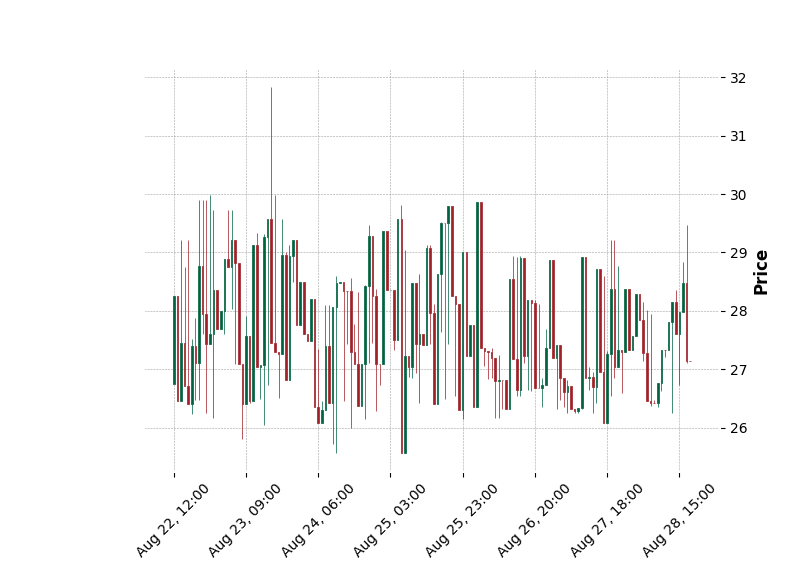 32
31
30
29
28
27
26
Price
Aug 22, 12:00
Aug 23, 09:00
Aug 24, 06:00
Aug 25, 03:00
Aug 25, 23:00
Aug 26, 20:00
Aug 27, 18:00
Aug 28, 15:00